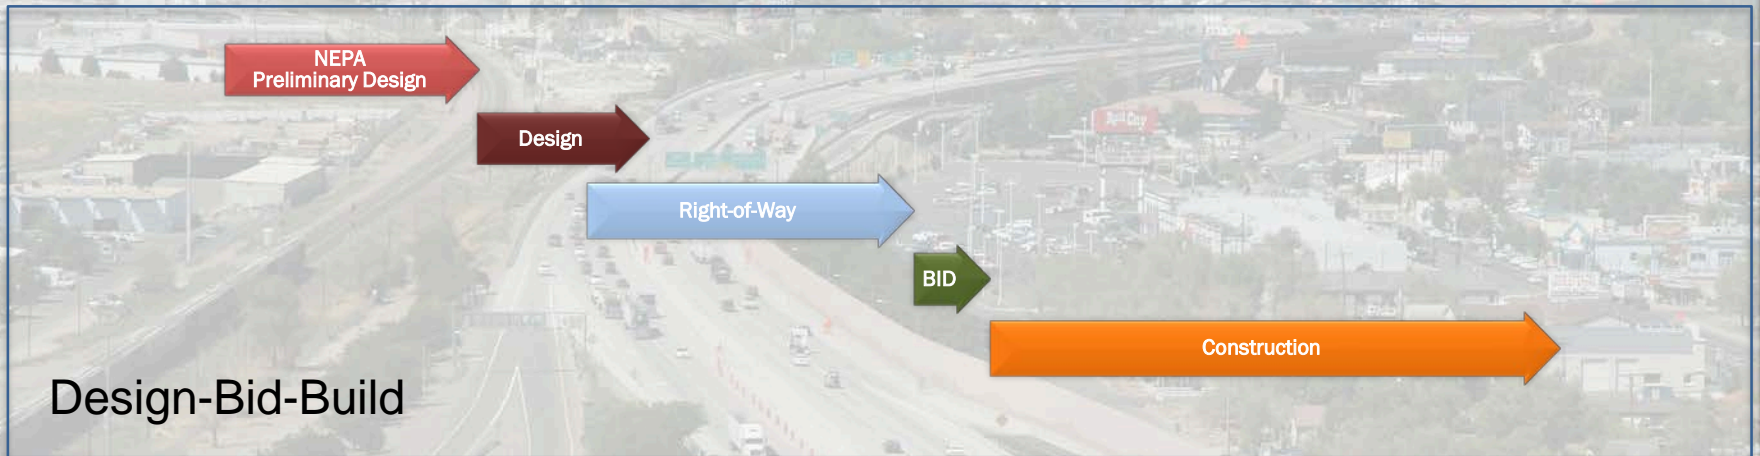 NEPA
Preliminary Design
Design
Right-of-Way
BID
Construction
Design-Bid-Build